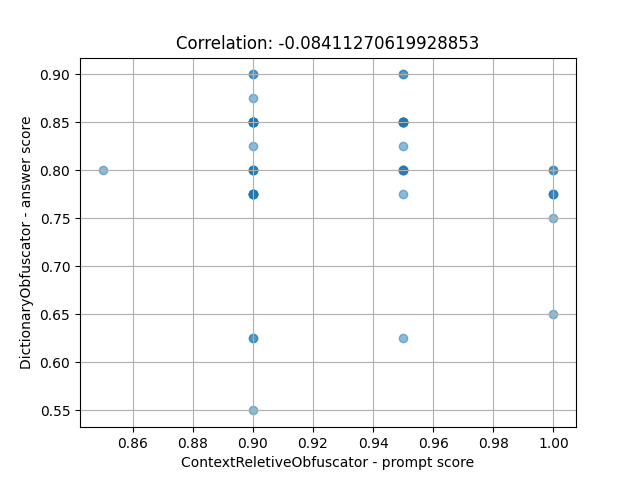 Correlation: -0.08411270619928853
DictionaryObfuscator - answer score
0.90
0.85
0.80
0.75
0.70
0.65
0.60
0.55
0.86 0.88 0.90 0.92 0.94 0.96 0.98 1.00
ContextReletiveObfuscator - prompt score